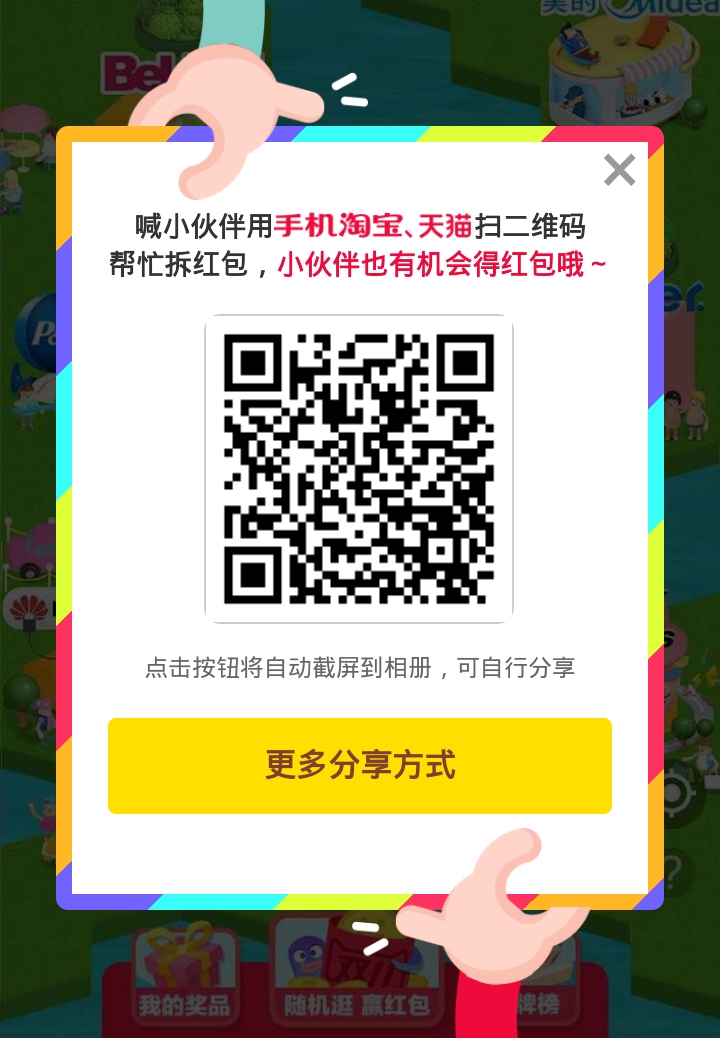 美的 Midea
Bel
喊小伙伴用手机淘宝、天猫扫二维码
帮忙拆红包，小伙伴也有机会得红包哦~
er.
点击按钮将自动截屏到相册，可自行分享
更多分享方式
?
我的奖品
随机逛 赢红包
牌榜